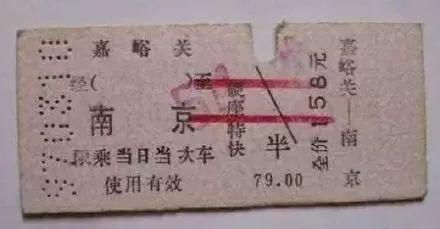 嘉峪关
经(　　　)至
南京
限乘当日当次车
使用有效
硬座特快
半
79.00
全价158元
嘉峪关—南京